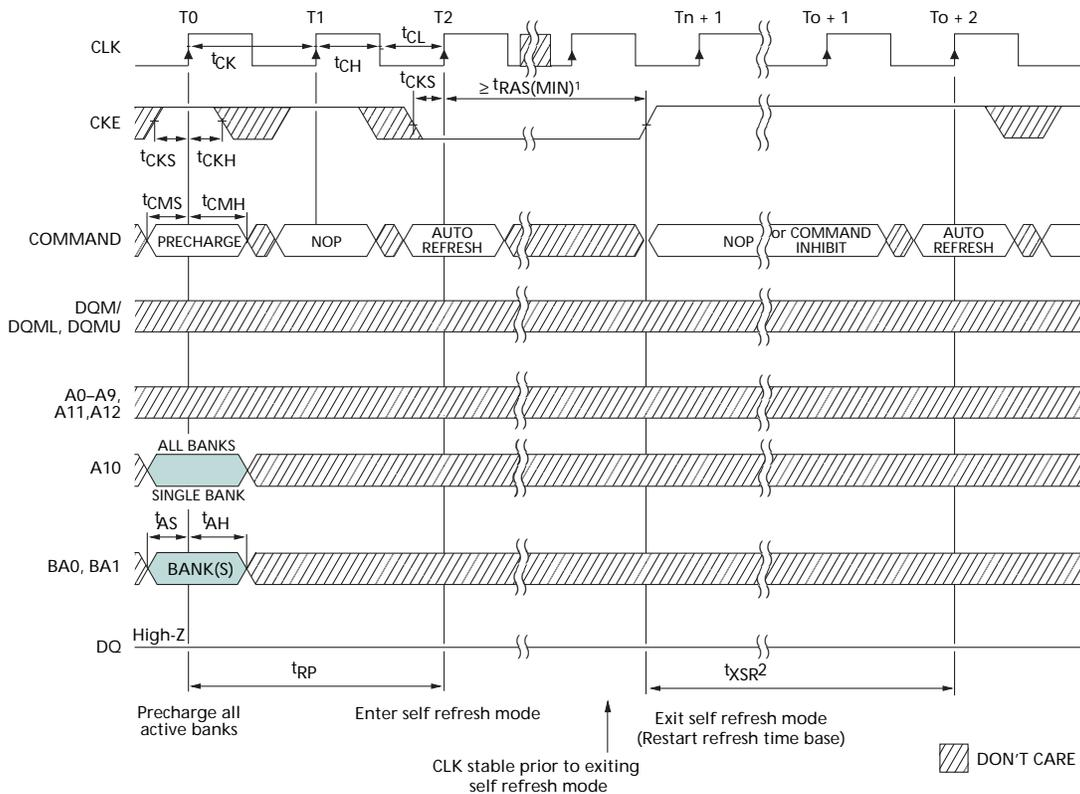 T0 T1 T2 Tn + 1 To + 1 To + 2
CLK
tCK tCH tCL
tCKS ≥ tRAS(MIN)1
CKE
tCKS tCKH
tCMS tCMH
COMMAND PRECHARGE NOP AUTO REFRESH NOP or COMMAND INHIBIT AUTO REFRESH
DQM/
DQML, DQMU
A0–A9,
A11,A12
ALL BANKS
A10
SINGLE BANK
tAS tAH
BA0, BA1 BANK(S)
High-Z
DQ
tRP tXSR2
Precharge all
active banks
Enter self refresh mode
Exit self refresh mode
(Restart refresh time base)
CLK stable prior to exiting
self refresh mode
DON'T CARE